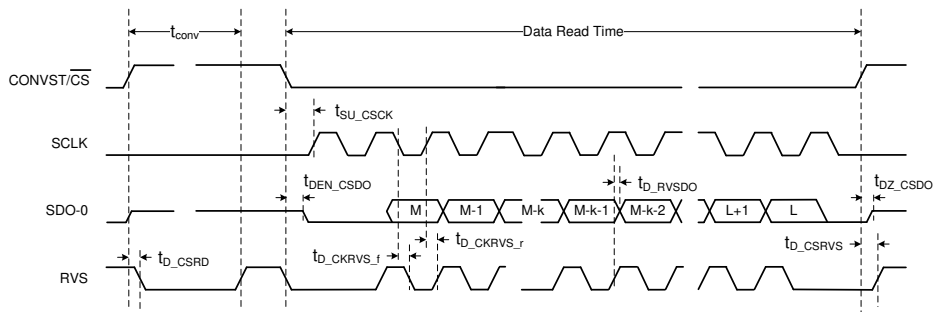 t_conv Data Read Time
CONVST/C̅S̅
t_SU_CSCK
SCLK
t_DEN_CSDO t_D_RVSDO t_DZ_CSDO
SDO-0 M M-1 M-k M-k-1 M-k-2 L+1 L
t_D_CSRD t_D_CKRVS_f t_D_CKRVS_r t_D_CSRVS
RVS